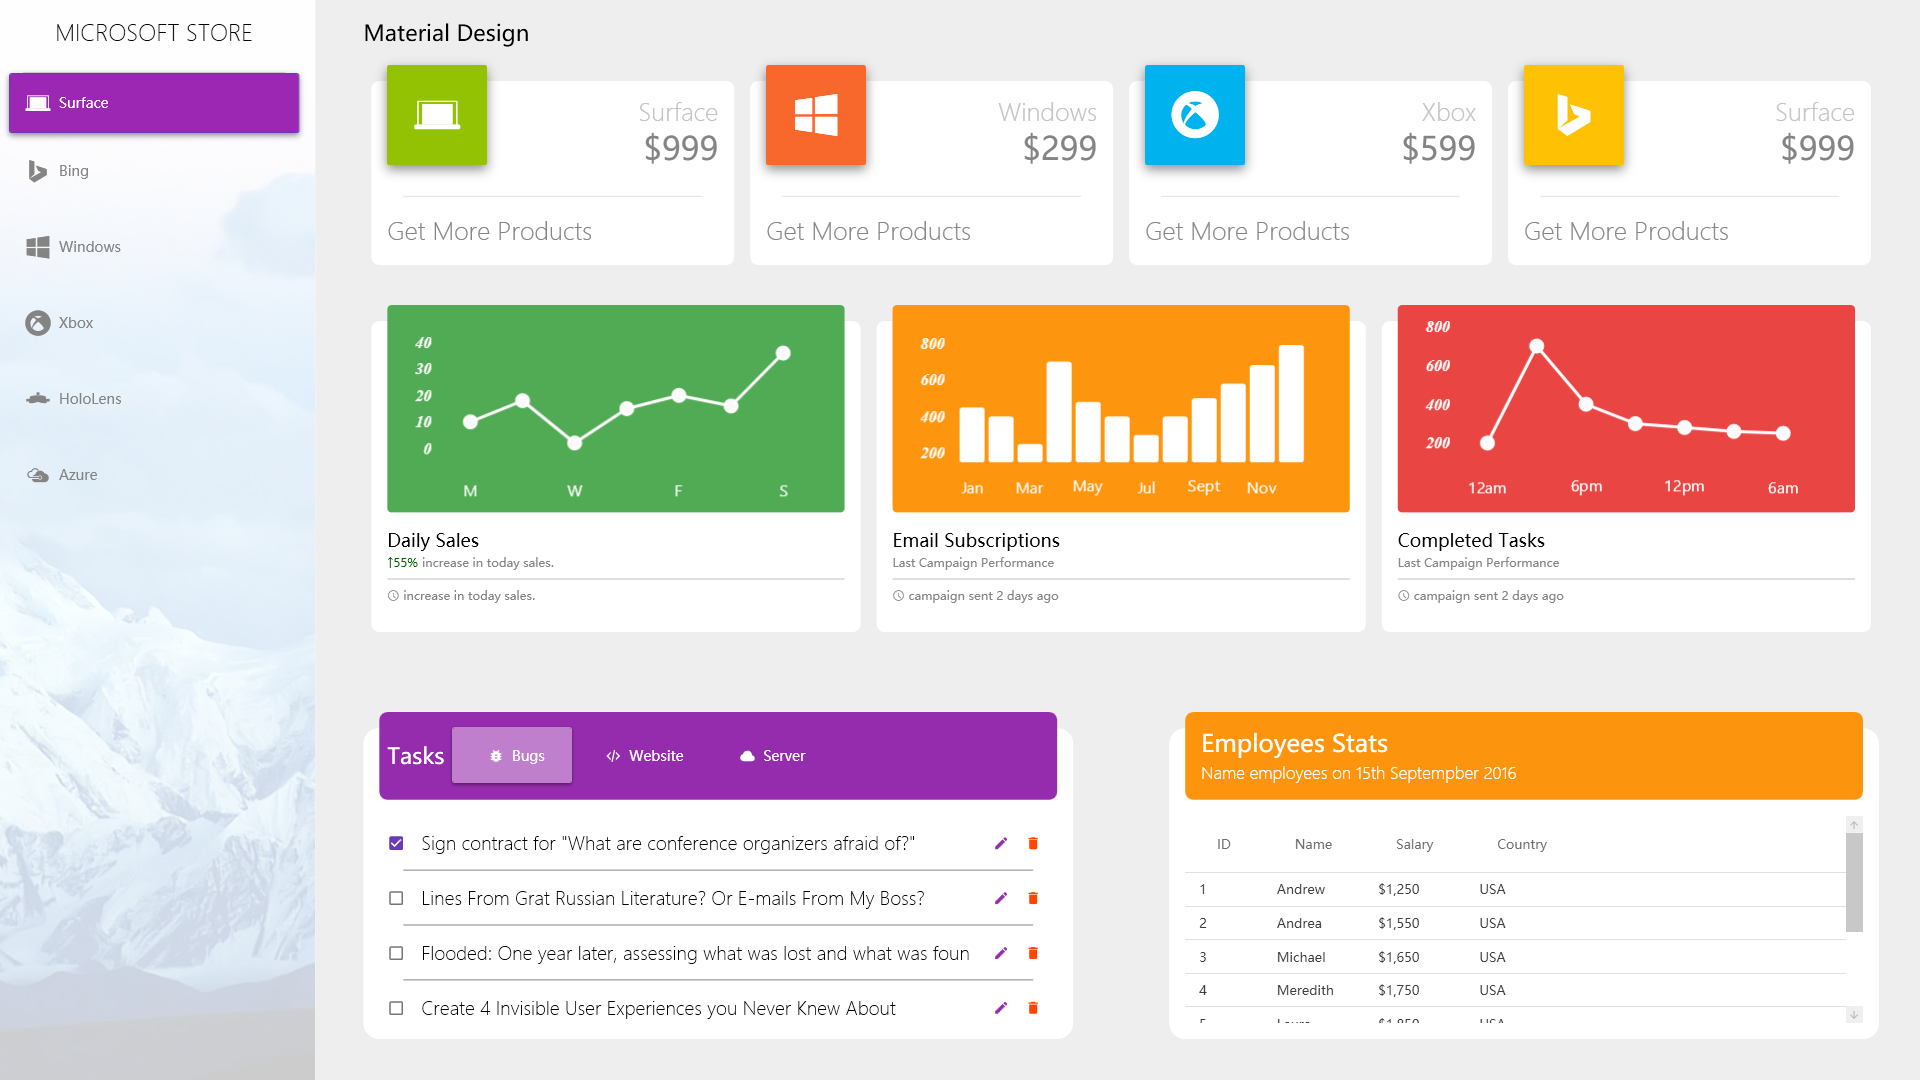 MICROSOFT STORE
Surface
Bing
Windows
Xbox
HoloLens
Azure
Material Design
Surface
$999
Get More Products
Windows
$299
Get More Products
Xbox
$599
Get More Products
Surface
$999
Get More Products
40
30
20
10
0
M W F S
Daily Sales
↑55% increase in today sales.
increase in today sales.
800
600
400
200
Jan Mar May Jul Sept Nov
Email Subscriptions
Last Campaign Performance
campaign sent 2 days ago
800
600
400
200
12am 6pm 12pm 6am
Completed Tasks
Last Campaign Performance
campaign sent 2 days ago
Tasks Bugs Website Server
Sign contract for "What are conference organizers afraid of?"
Lines From Grat Russian Literature? Or E-mails From My Boss?
Flooded: One year later, assessing what was lost and what was foun
Create 4 Invisible User Experiences you Never Knew About
Employees Stats
Name employees on 15th Septempber 2016
ID Name Salary Country
1 Andrew $1,250 USA
2 Andrea $1,550 USA
3 Michael $1,650 USA
4 Meredith $1,750 USA